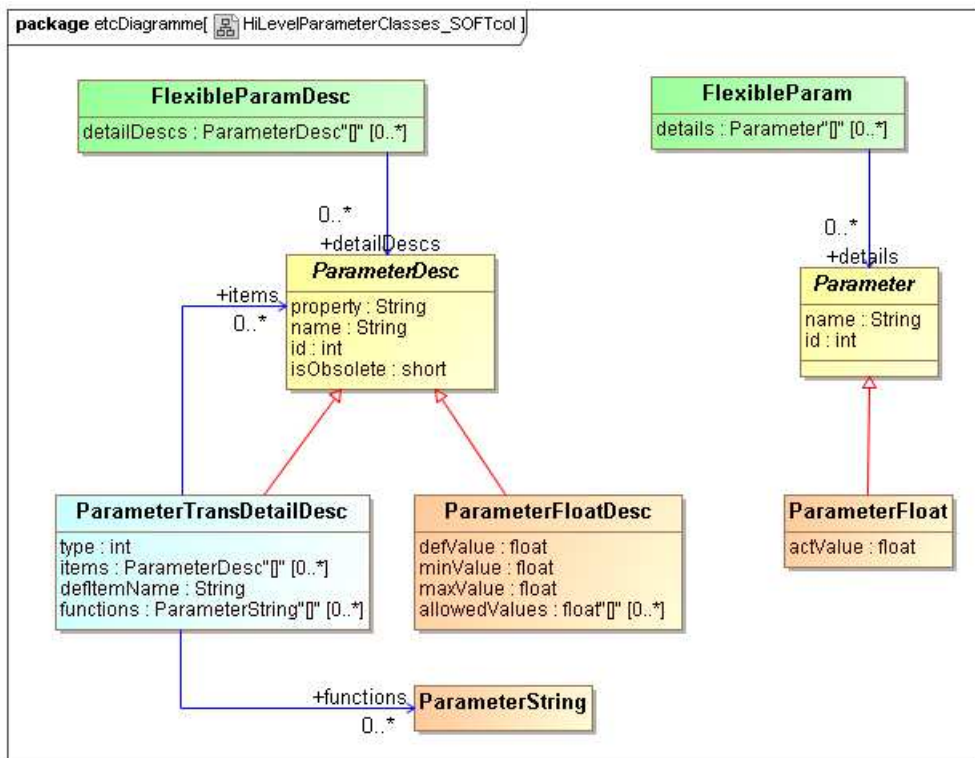 package etcDiagramme[ HiLevelParameterClasses_SOFTcol ]
FlexibleParamDesc
detailDescs : ParameterDesc"[]" [0..*]
FlexibleParam
details : Parameter"[]" [0..*]
0..*
+detailDescs
0..*
+details
ParameterDesc
property : String
name : String
id : int
isObsolete : short
+items
0..*
Parameter
name : String
id : int
ParameterTransDetailDesc
type : int
items : ParameterDesc"[]" [0..*]
defItemName : String
functions : ParameterString"[]" [0..*]
ParameterFloatDesc
defValue : float
minValue : float
maxValue : float
allowedValues : float"[]" [0..*]
ParameterFloat
actValue : float
+functions
0..*
ParameterString